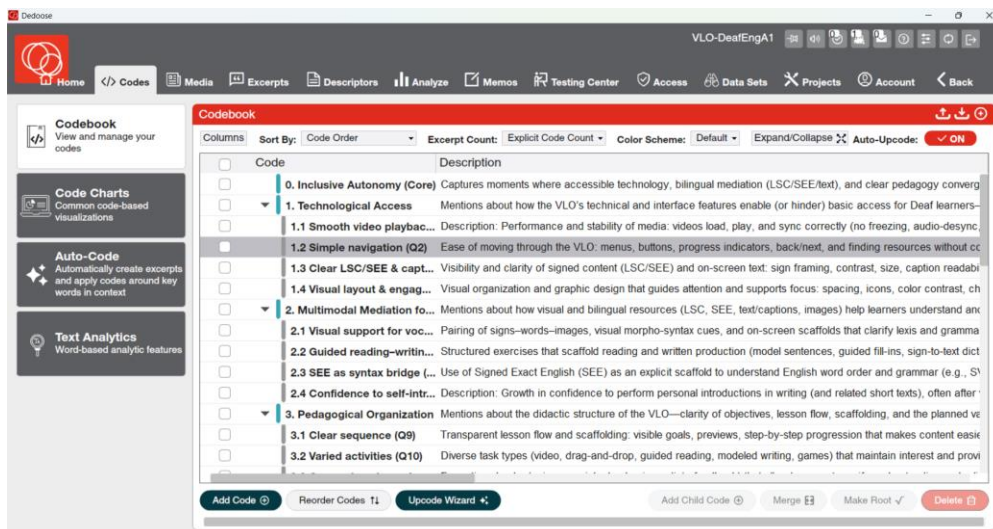 Dedoose
VLO-DeafEngA1
Home
Codes
Media
Excerpts
Descriptors
Analyze
Memos
Testing Center
Access
Data Sets
Projects
Account
Back
Codebook
View and manage your
codes
Code Charts
Common code-based
visualizations
Auto-Code
Automatically create excerpts
and apply codes around key
words in context
Text Analytics
Word-based analytic features
Codebook
Columns Sort By: Code Order Excerpt Count: Explicit Code Count Color Scheme: Default Expand/Collapse Auto-Upcode: ON
Code Description
0. Inclusive Autonomy (Core) Captures moments where accessible technology, bilingual mediation (LSC/SEE/text), and clear pedagogy converg
1. Technological Access Mentions about how the VLO's technical and interface features enable (or hinder) basic access for Deaf learners–
1.1 Smooth video playbac... Description: Performance and stability of media: videos load, play, and sync correctly (no freezing, audio-desync,
1.2 Simple navigation (Q2) Ease of moving through the VLO: menus, buttons, progress indicators, back/next, and finding resources without cc
1.3 Clear LSC/SEE & capt... Visibility and clarity of signed content (LSC/SEE) and on-screen text: sign framing, contrast, size, caption readabi
1.4 Visual layout & engag... Visual organization and graphic design that guides attention and supports focus: spacing, icons, color contrast, ch
2. Multimodal Mediation fo... Mentions about how visual and bilingual resources (LSC, SEE, text/captions, images) help learners understand and
2.1 Visual support for voc... Pairing of signs–words–images, visual morpho-syntax cues, and on-screen scaffolds that clarify lexis and gramma
2.2 Guided reading–writin... Structured exercises that scaffold reading and written production (model sentences, guided fill-ins, sign-to-text dict
2.3 SEE as syntax bridge (... Use of Signed Exact English (SEE) as an explicit scaffold to understand English word order and grammar (e.g., SV
2.4 Confidence to self-intr... Description: Growth in confidence to perform personal introductions in writing (and related short texts), often after
3. Pedagogical Organization Mentions about the didactic structure of the VLO—clarity of objectives, lesson flow, scaffolding, and the planned va
3.1 Clear sequence (Q9) Transparent lesson flow and scaffolding: visible goals, previews, step-by-step progression that makes content easie
3.2 Varied activities (Q10) Diverse task types (video, drag-and-drop, guided reading, modeled writing, games) that maintain interest and provi
Add Code Reorder Codes Upcode Wizard Add Child Code Merge Make Root Delete